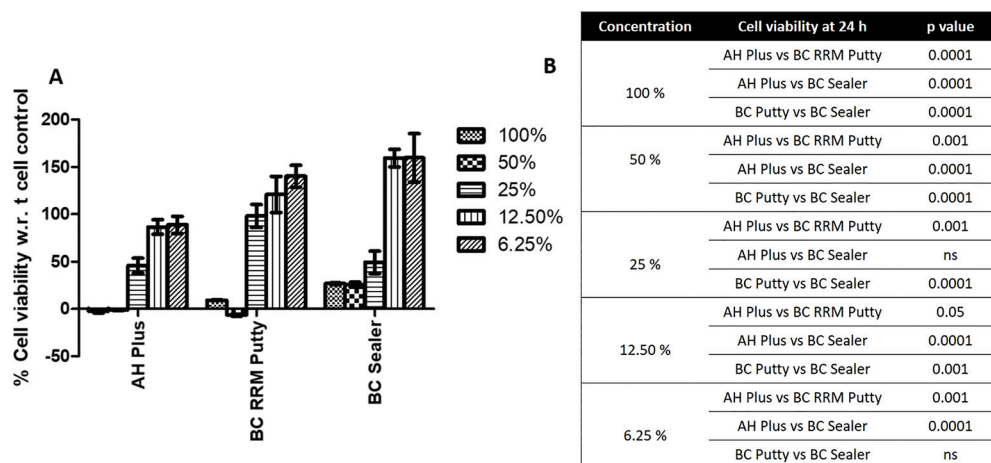 A
% Cell viability w.r. t cell control
200
150
100
50
0
-50
AH Plus
BC RRM Putty
BC Sealer
100%
50%
25%
12.50%
6.25%
B
Concentration Cell viability at 24 h p value
100 %
AH Plus vs BC RRM Putty 0.0001
AH Plus vs BC Sealer 0.0001
BC Putty vs BC Sealer 0.0001
50 %
AH Plus vs BC RRM Putty 0.001
AH Plus vs BC Sealer 0.0001
BC Putty vs BC Sealer 0.0001
25 %
AH Plus vs BC RRM Putty 0.001
AH Plus vs BC Sealer ns
BC Putty vs BC Sealer 0.0001
12.50 %
AH Plus vs BC RRM Putty 0.05
AH Plus vs BC Sealer 0.0001
BC Putty vs BC Sealer 0.001
6.25 %
AH Plus vs BC RRM Putty 0.001
AH Plus vs BC Sealer 0.0001
BC Putty vs BC Sealer ns